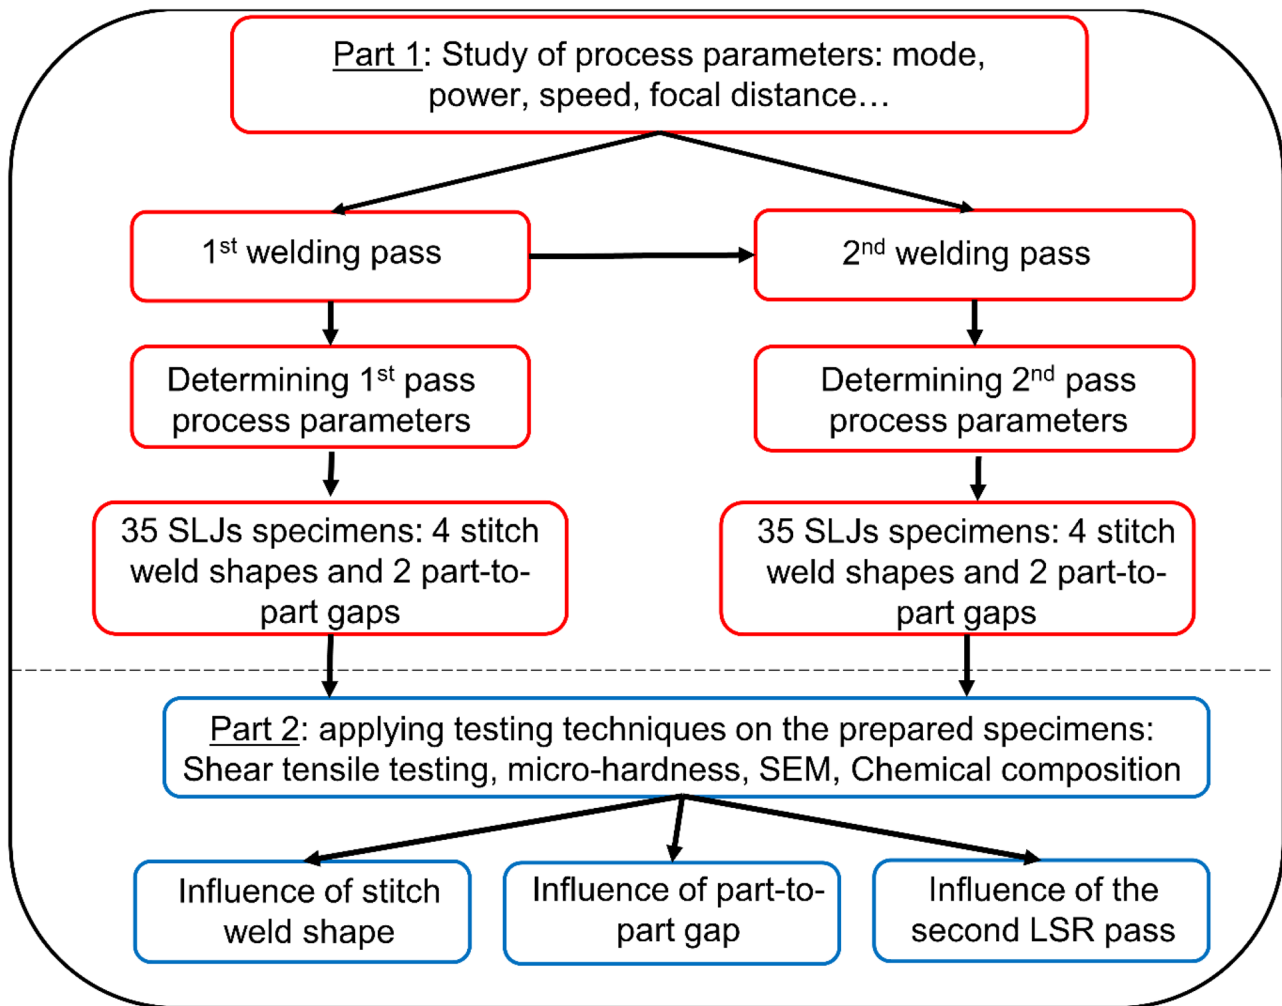 Part 1: Study of process parameters: mode,
power, speed, focal distance…
1st welding pass
2nd welding pass
Determining 1st pass
process parameters
Determining 2nd pass
process parameters
35 SLJs specimens: 4 stitch
weld shapes and 2 part-to-
part gaps
35 SLJs specimens: 4 stitch
weld shapes and 2 part-to-
part gaps
Part 2: applying testing techniques on the prepared specimens:
Shear tensile testing, micro-hardness, SEM, Chemical composition
Influence of stitch
weld shape
Influence of part-to-
part gap
Influence of the
second LSR pass